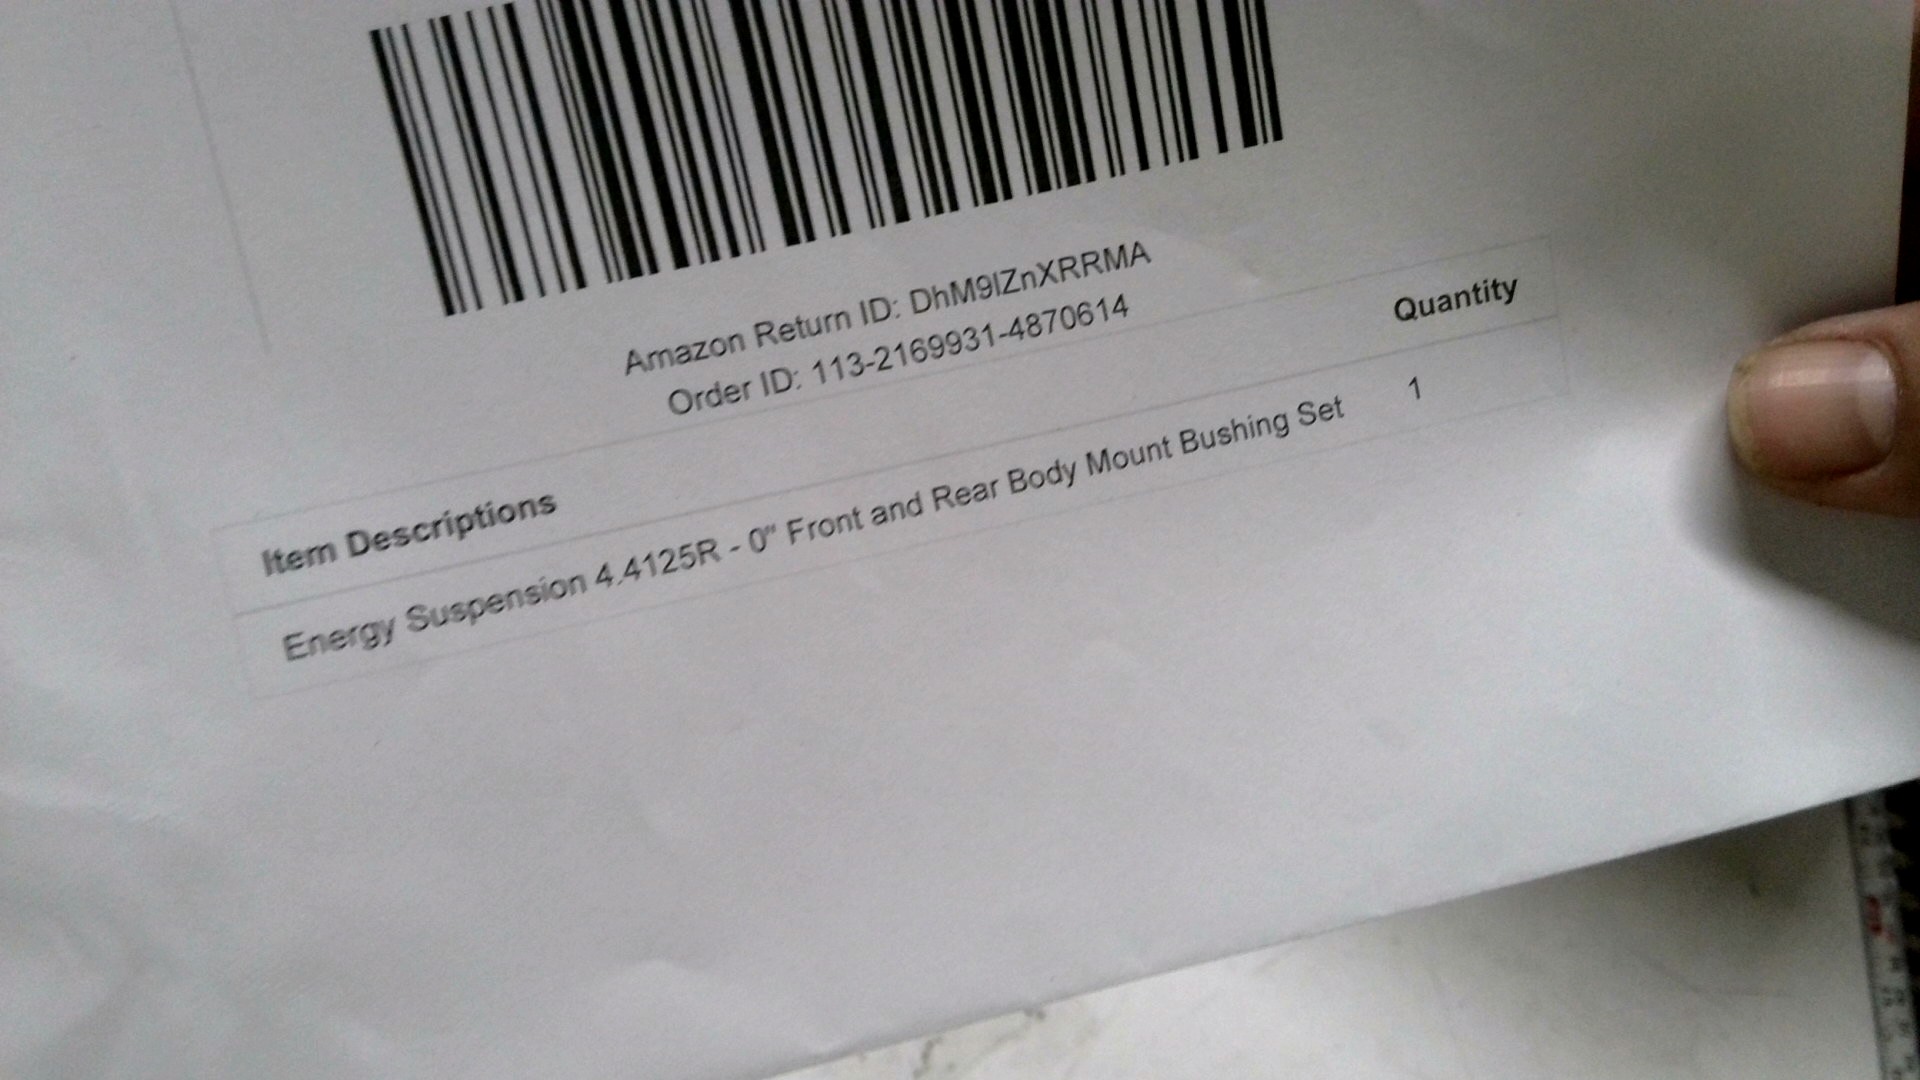 Amazon Return ID: DhM9lZnXRRMA
Order ID: 113-2169931-4870614
Item Descriptions Quantity
Energy Suspension 4.4125R - 0" Front and Rear Body Mount Bushing Set 1